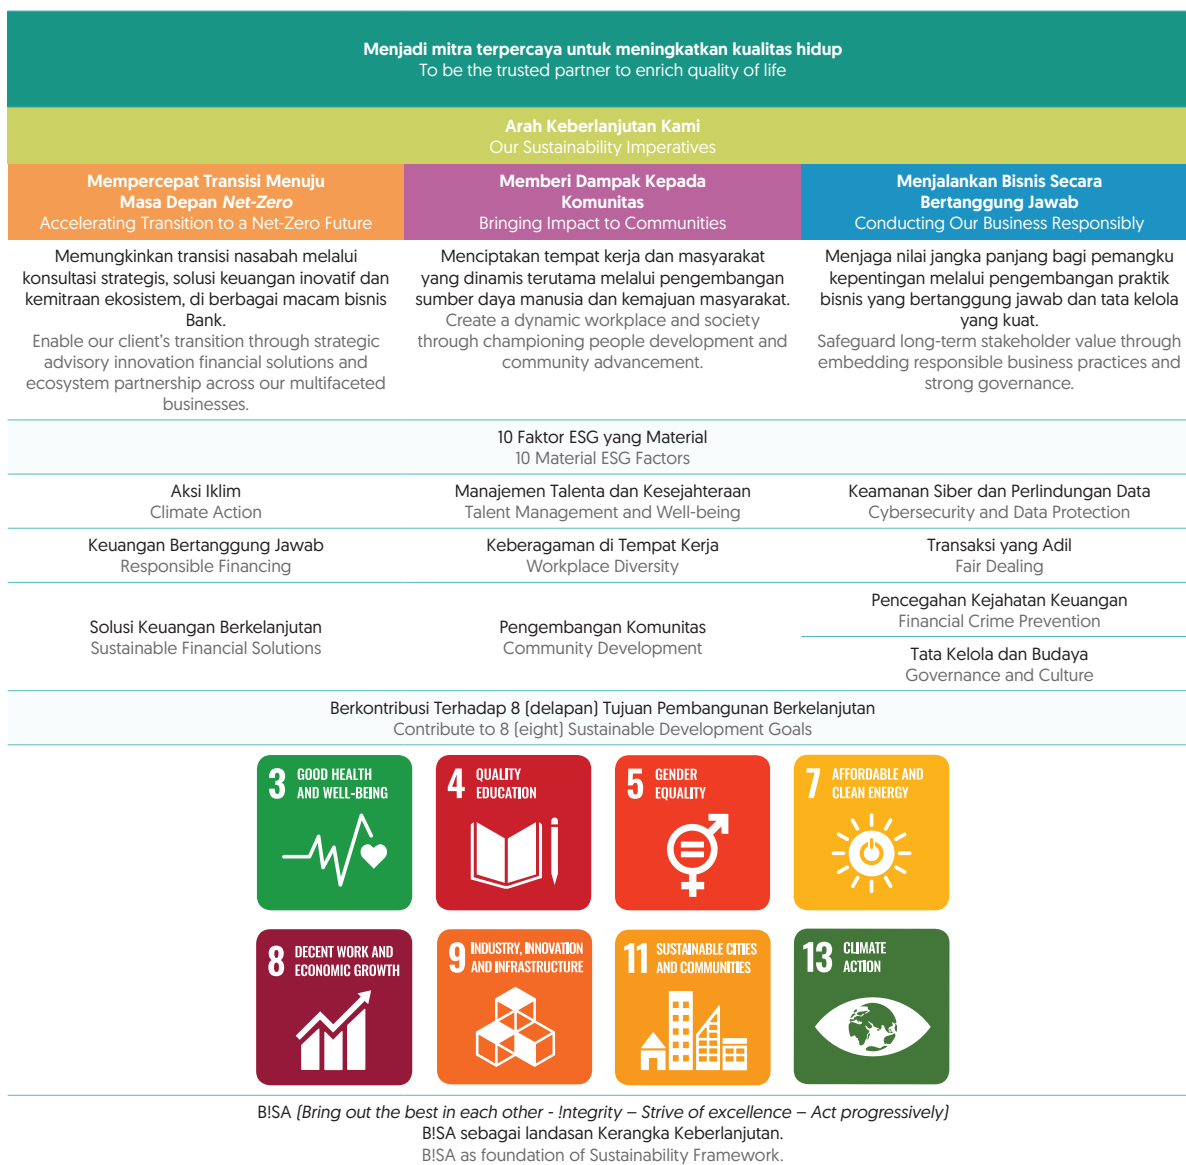 Menjadi mitra terpercaya untuk meningkatkan kualitas hidup
To be the trusted partner to enrich quality of life
Arah Keberlanjutan Kami
Our Sustainability Imperatives
Mempercepat Transisi Menuju
Masa Depan Net-Zero
Accelerating Transition to a Net-Zero Future
Memberi Dampak Kepada
Komunitas
Bringing Impact to Communities
Menjalankan Bisnis Secara
Bertanggung Jawab
Conducting Our Business Responsibly
Memungkinkan transisi nasabah melalui
konsultasi strategis, solusi keuangan inovatif dan
kemitraan ekosistem, di berbagai macam bisnis
Bank.
Enable our client's transition through strategic
advisory innovation financial solutions and
ecosystem partnership across our multifaceted
businesses.
Menciptakan tempat kerja dan masyarakat
yang dinamis terutama melalui pengembangan
sumber daya manusia dan kemajuan masyarakat.
Create a dynamic workplace and society
through championing people development and
community advancement.
Menjaga nilai jangka panjang bagi pemangku
kepentingan melalui pengembangan praktik
bisnis yang bertanggung jawab dan tata kelola
yang kuat.
Safeguard long-term stakeholder value through
embedding responsible business practices and
strong governance.
10 Faktor ESG yang Material
10 Material ESG Factors
Aksi Iklim
Climate Action
Manajemen Talenta dan Kesejahteraan
Talent Management and Well-being
Keamanan Siber dan Perlindungan Data
Cybersecurity and Data Protection
Keuangan Bertanggung Jawab
Responsible Financing
Keberagaman di Tempat Kerja
Workplace Diversity
Transaksi yang Adil
Fair Dealing
Solusi Keuangan Berkelanjutan
Sustainable Financial Solutions
Pengembangan Komunitas
Community Development
Pencegahan Kejahatan Keuangan
Financial Crime Prevention
Tata Kelola dan Budaya
Governance and Culture
Berkontribusi Terhadap 8 (delapan) Tujuan Pembangunan Berkelanjutan
Contribute to 8 (eight) Sustainable Development Goals
3 GOOD HEALTH
AND WELL-BEING
4 QUALITY
EDUCATION
5 GENDER
EQUALITY
7 AFFORDABLE AND
CLEAN ENERGY
8 DECENT WORK AND
ECONOMIC GROWTH
9 INDUSTRY, INNOVATION
AND INFRASTRUCTURE
11 SUSTAINABLE CITIES
AND COMMUNITIES
13 CLIMATE
ACTION
B!SA (Bring out the best in each other - !ntegrity – Strive of excellence – Act progressively)
B!SA sebagai landasan Kerangka Keberlanjutan.
B!SA as foundation of Sustainability Framework.